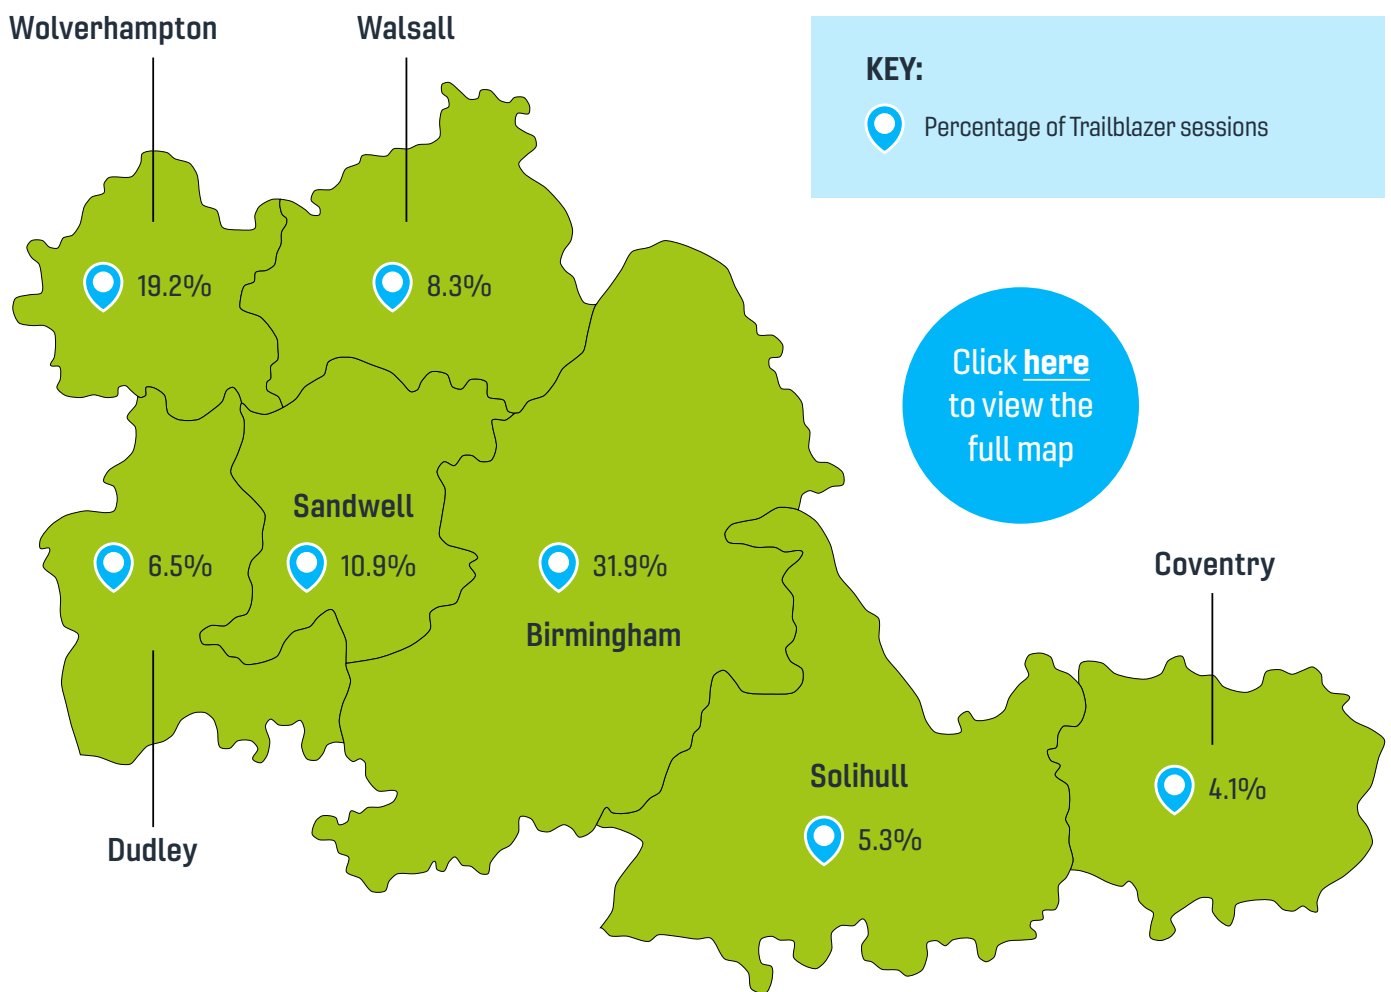 Wolverhampton
Walsall
KEY:
Percentage of Trailblazer sessions
19.2%
8.3%
Click here
to view the
full map
Sandwell
6.5%
10.9%
31.9%
Coventry
Birmingham
Solihull
4.1%
5.3%
Dudley